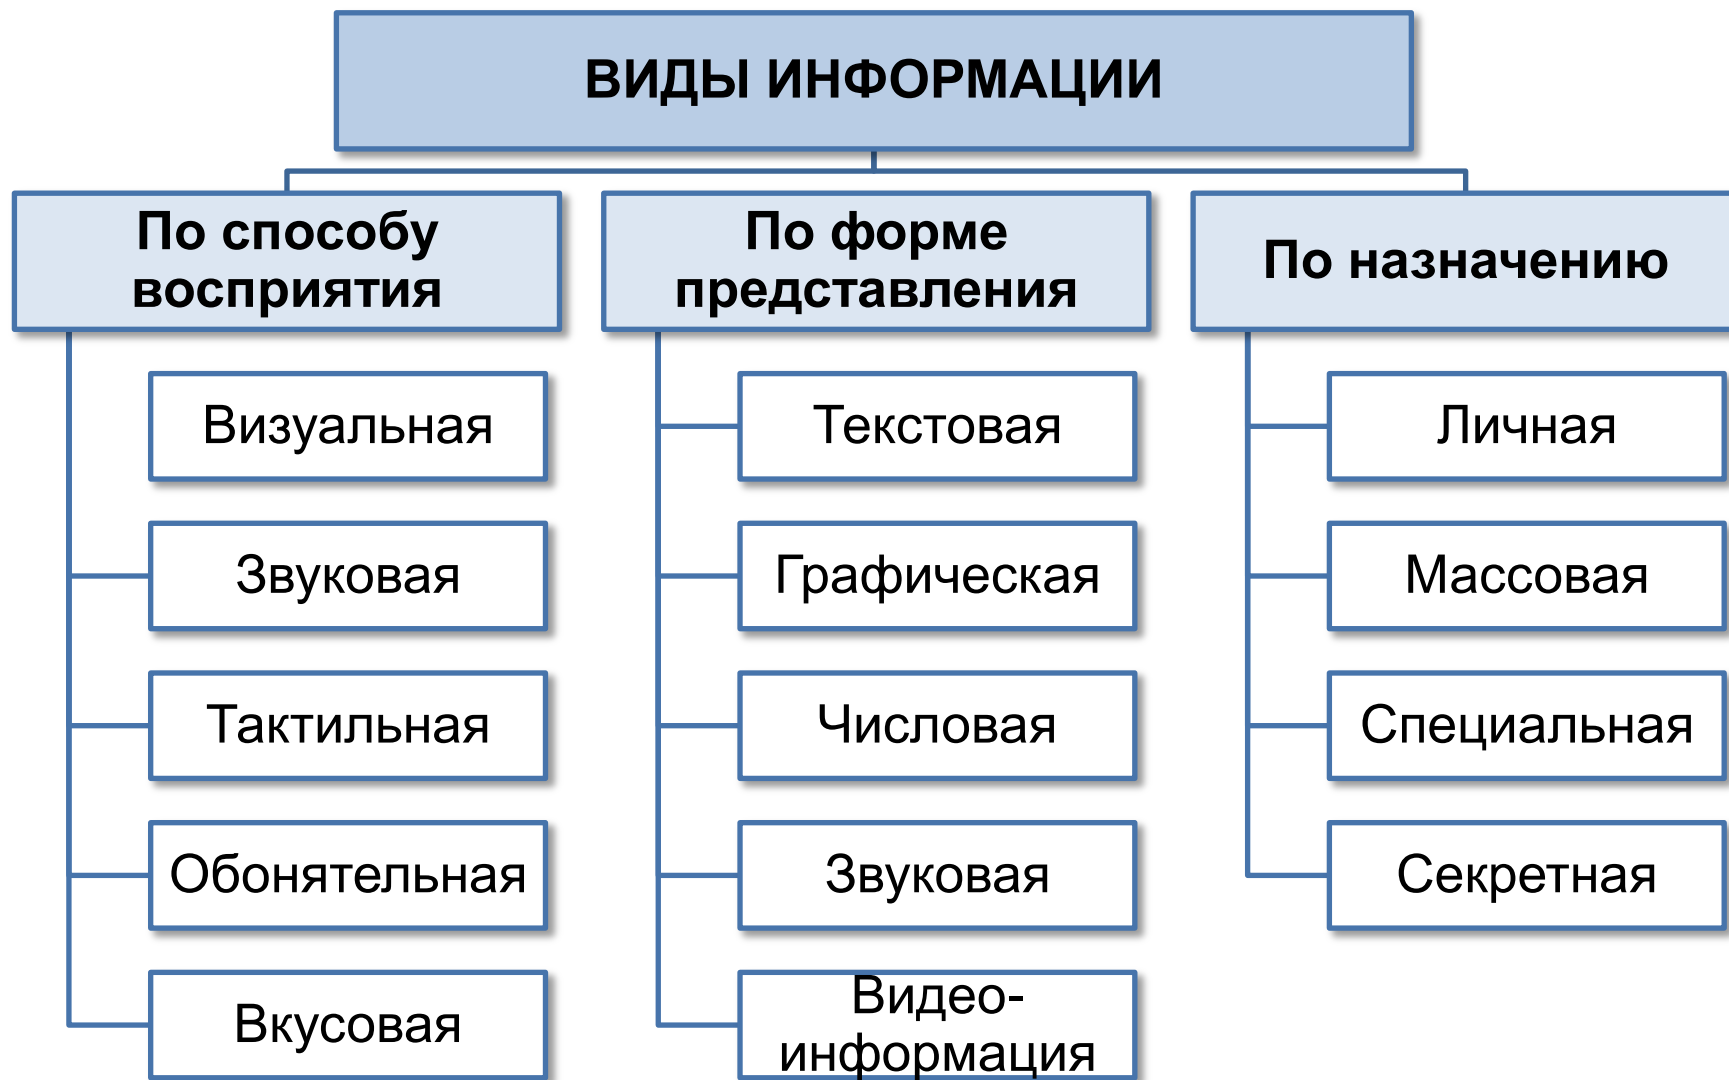 ВИДЫ ИНФОРМАЦИИ
По способу
восприятия
Визуальная
Звуковая
Тактильная
Обонятельная
Вкусовая
По форме
представления
Текстовая
Графическая
Числовая
Звуковая
Видео-
информация
По назначению
Личная
Массовая
Специальная
Секретная